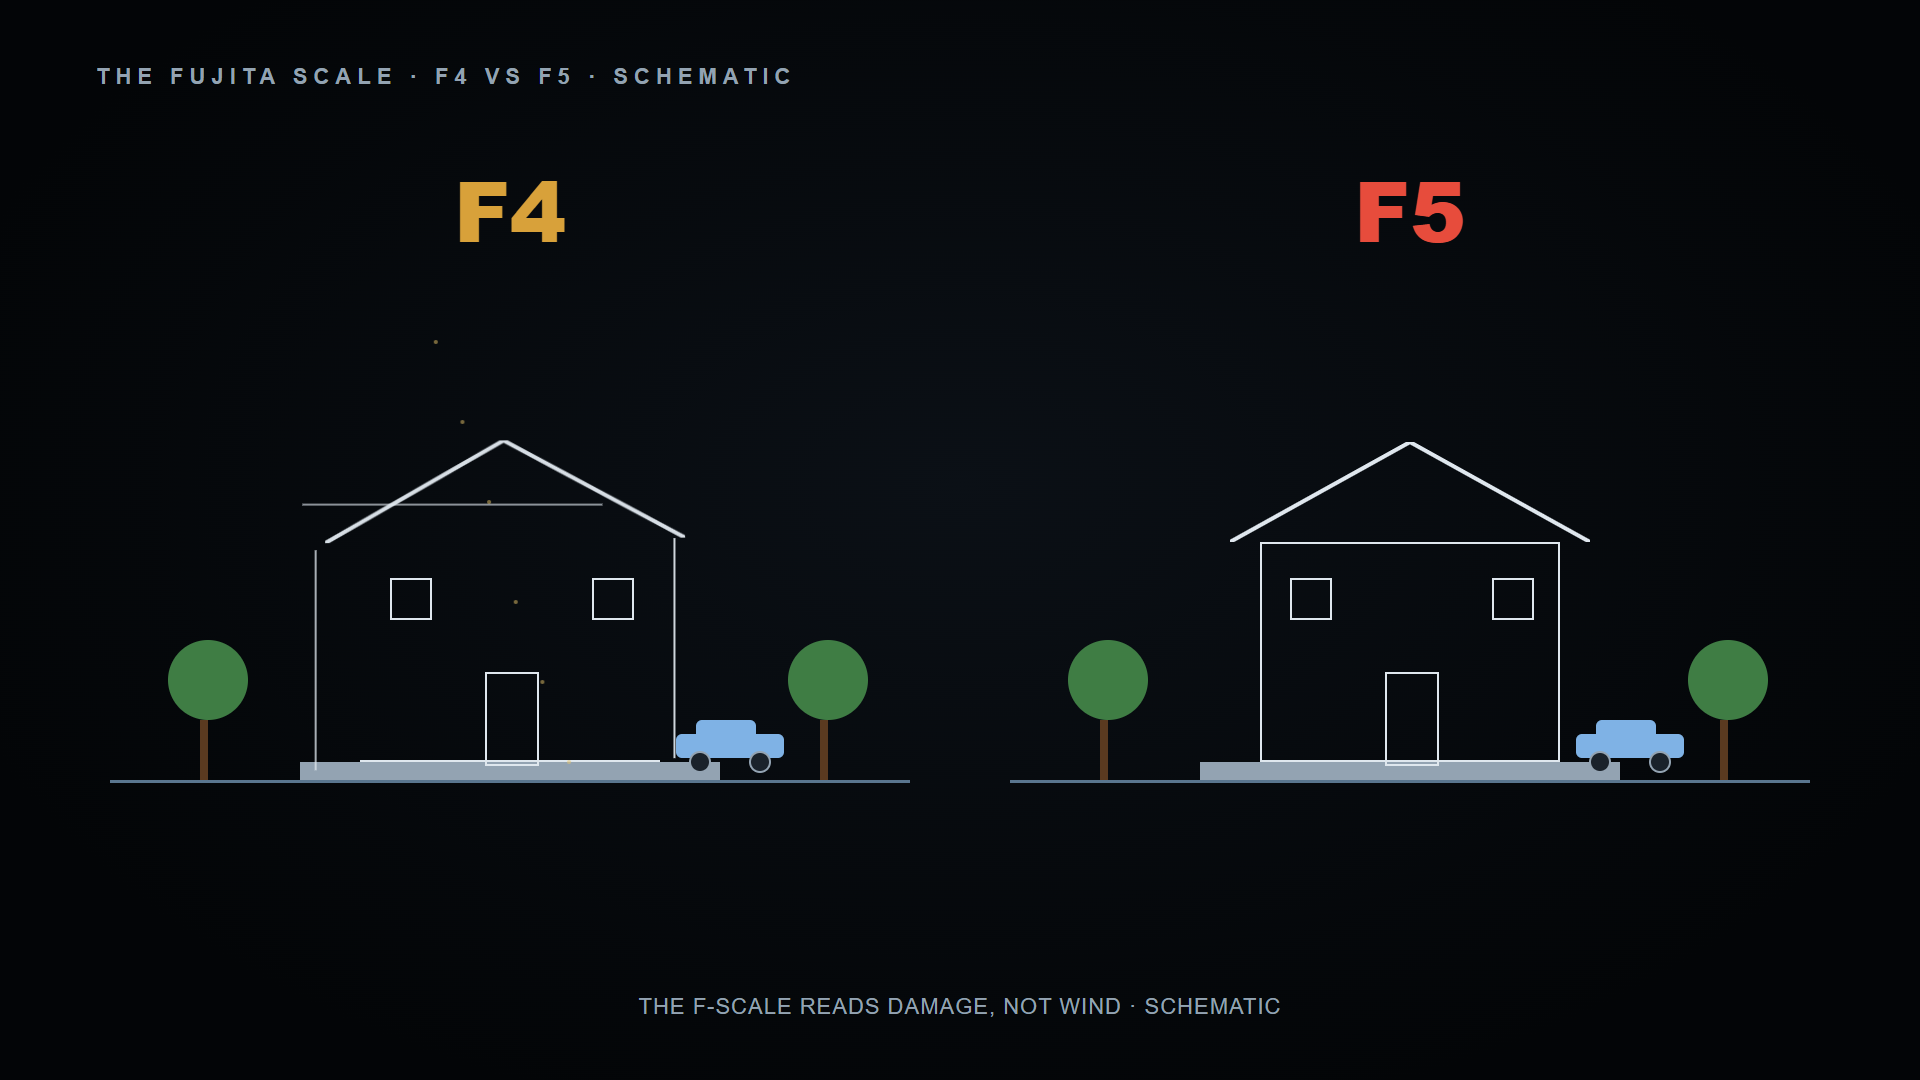 THE FUJITA SCALE · F4 VS F5 · SCHEMATIC
F4
F5
THE F-SCALE READS DAMAGE, NOT WIND · SCHEMATIC